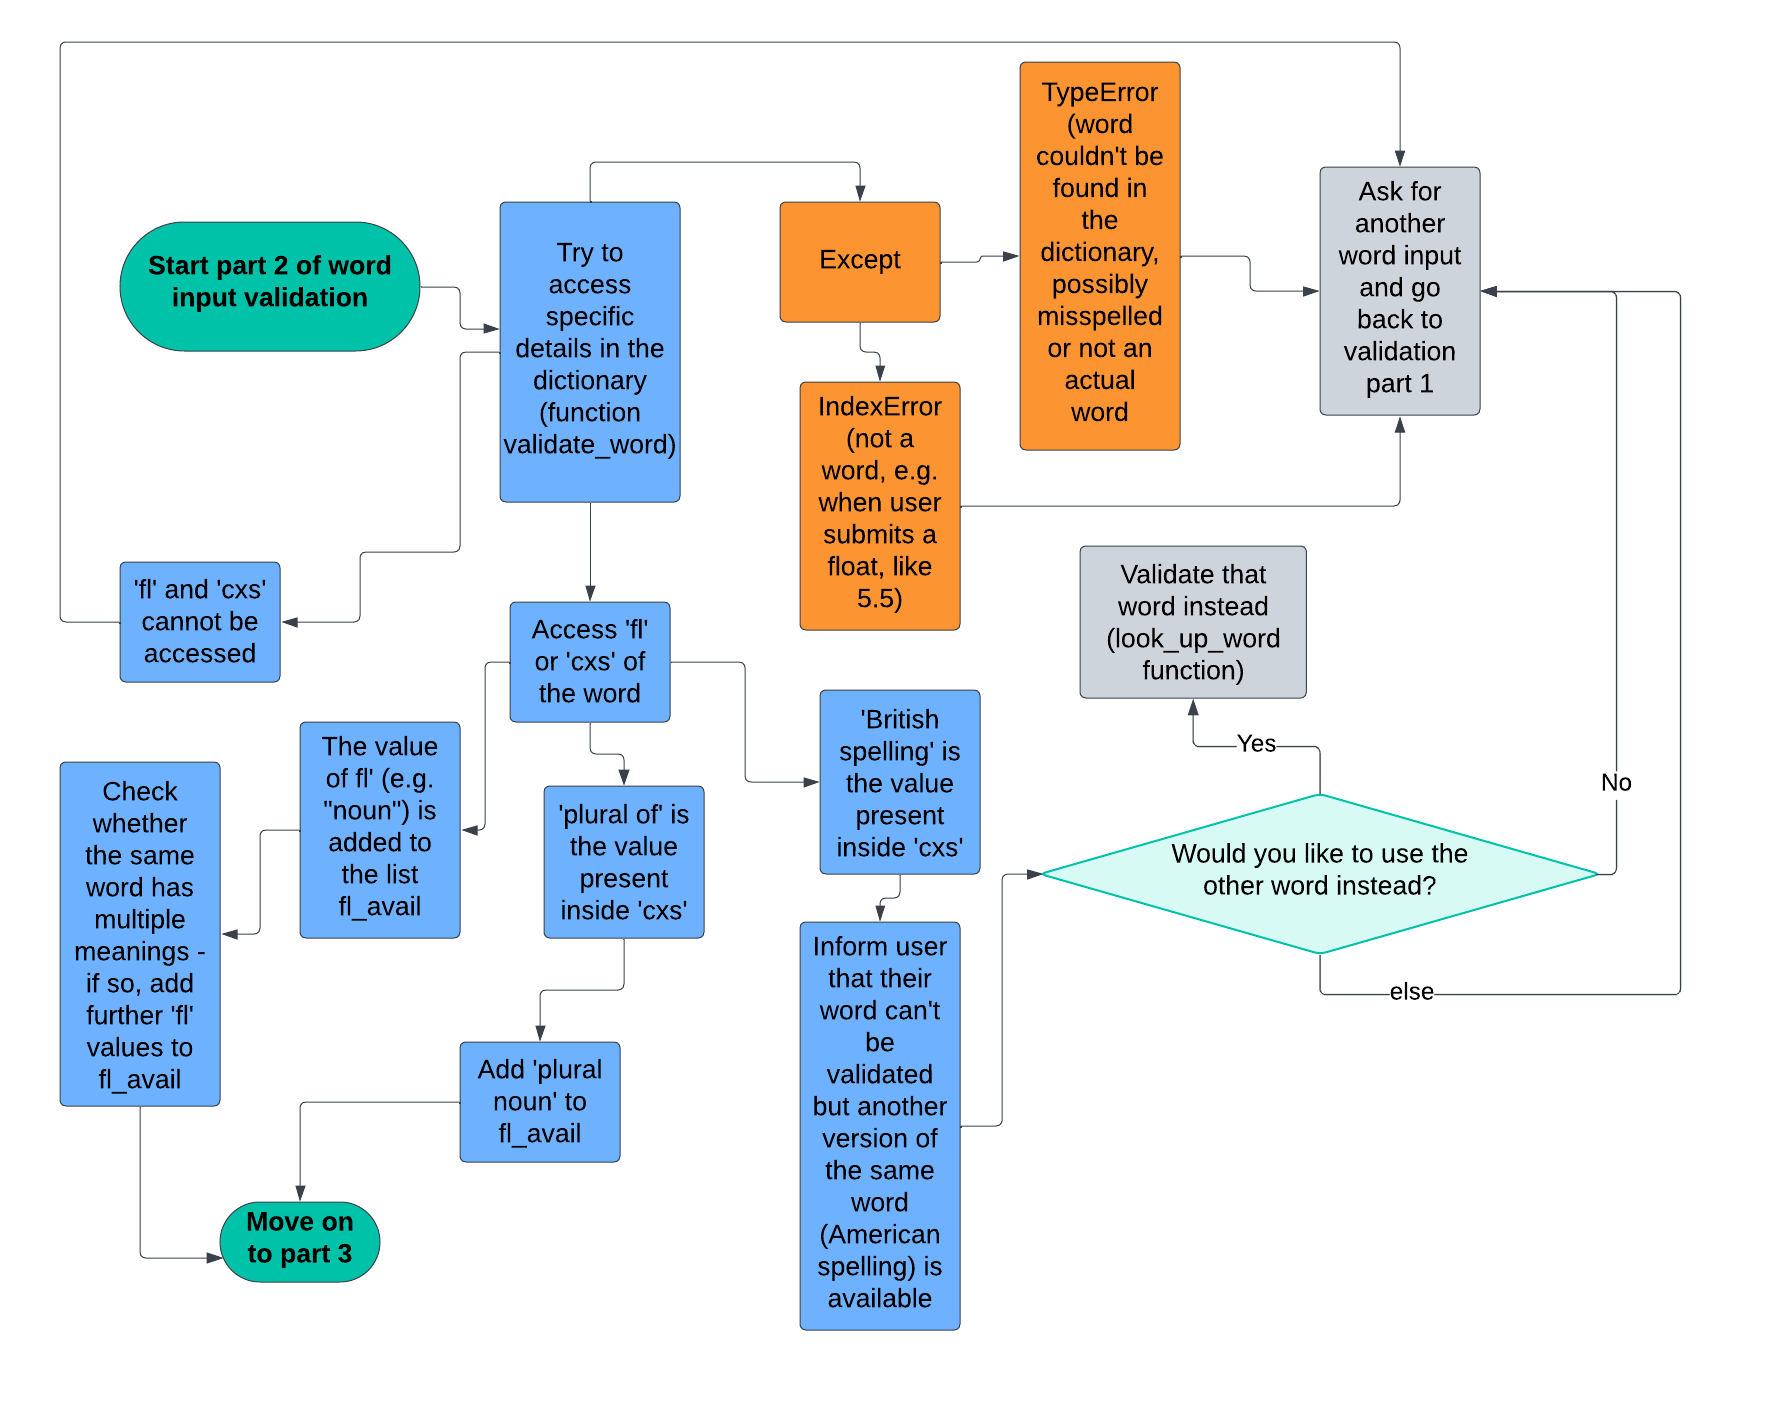 Start part 2 of word
input validation
Try to
access
specific
details in the
dictionary
(function
validate_word)
Except
TypeError
(word
couldn't be
found in
the
dictionary,
possibly
misspelled
or not an
actual
word
Ask for
another
word input
and go
back to
validation
part 1
IndexError
(not a
word, e.g.
when user
submits a
float, like
5.5)
'fl' and 'cxs'
cannot be
accessed
Access 'fl'
or 'cxs' of
the word
Validate that
word instead
(look_up_word
function)
The value
of fl' (e.g.
"noun") is
added to
the list
fl_avail
Check
whether
the same
word has
multiple
meanings -
if so, add
further 'fl'
values to
fl_avail
'plural of' is
the value
present
inside 'cxs'
'British
spelling' is
the value
present
inside 'cxs'
Yes
No
Would you like to use the
other word instead?
else
Inform user
that their
word can't
be
validated
but another
version of
the same
word
(American
spelling) is
available
Add 'plural
noun' to
fl_avail
Move on
to part 3